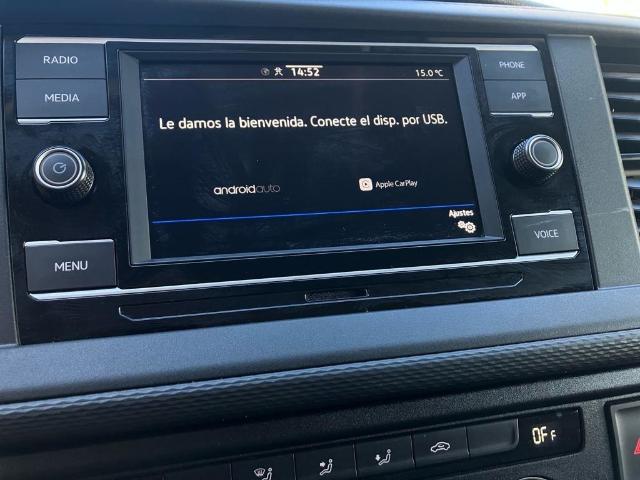 RADIO
MEDIA
MENU
14:52
15.0 °C
Le damos la bienvenida. Conecte el disp. por USB.
androidauto
Apple CarPlay
Ajustes
PHONE
APP
VOICE
OFF